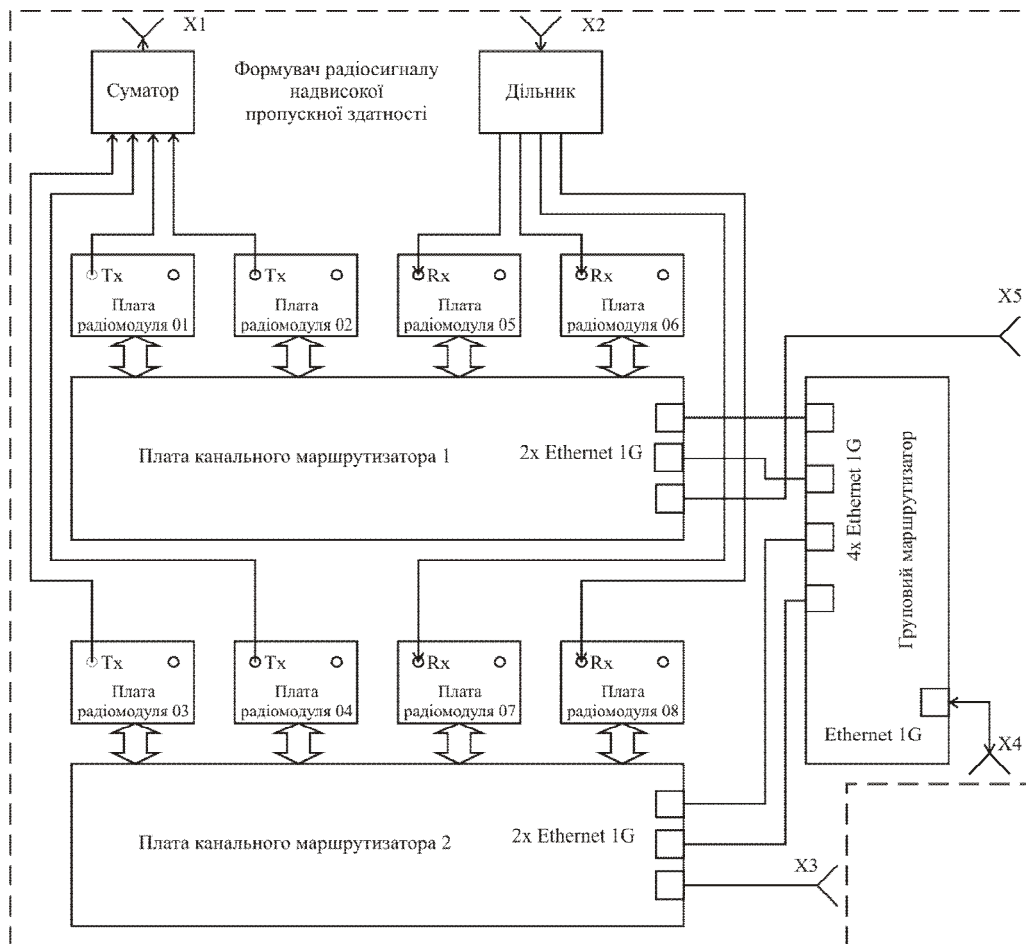 X1
X2
Суматор
Формувач радіосигналу
надвисокої
пропускної здатності
Дільник
Tx
Плата
радіомодуля 01
Tx
Плата
радіомодуля 02
Rx
Плата
радіомодуля 05
Rx
Плата
радіомодуля 06
X5
Плата канального маршрутизатора 1
2x Ethernet 1G
4x Ethernet 1G
Груповий маршрутизатор
Ethernet 1G
X4
Tx
Плата
радіомодуля 03
Tx
Плата
радіомодуля 04
Rx
Плата
радіомодуля 07
Rx
Плата
радіомодуля 08
Плата канального маршрутизатора 2
2x Ethernet 1G
X3